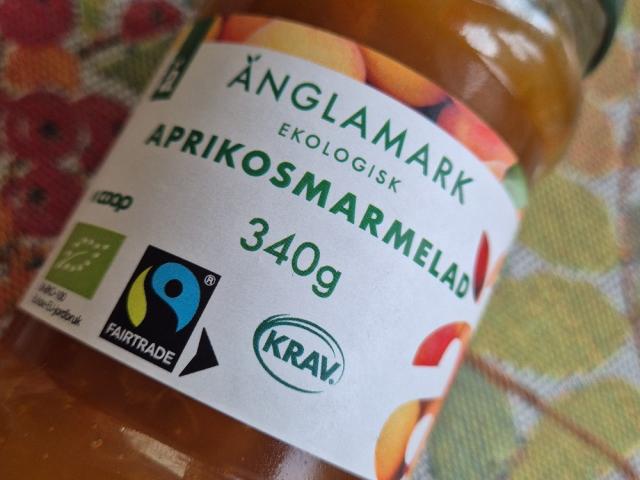 ÄNGLAMARK
EKOLOGISK
APRIKOSMARMELAD
340g
coop
FAIRTRADE
®
KRAV